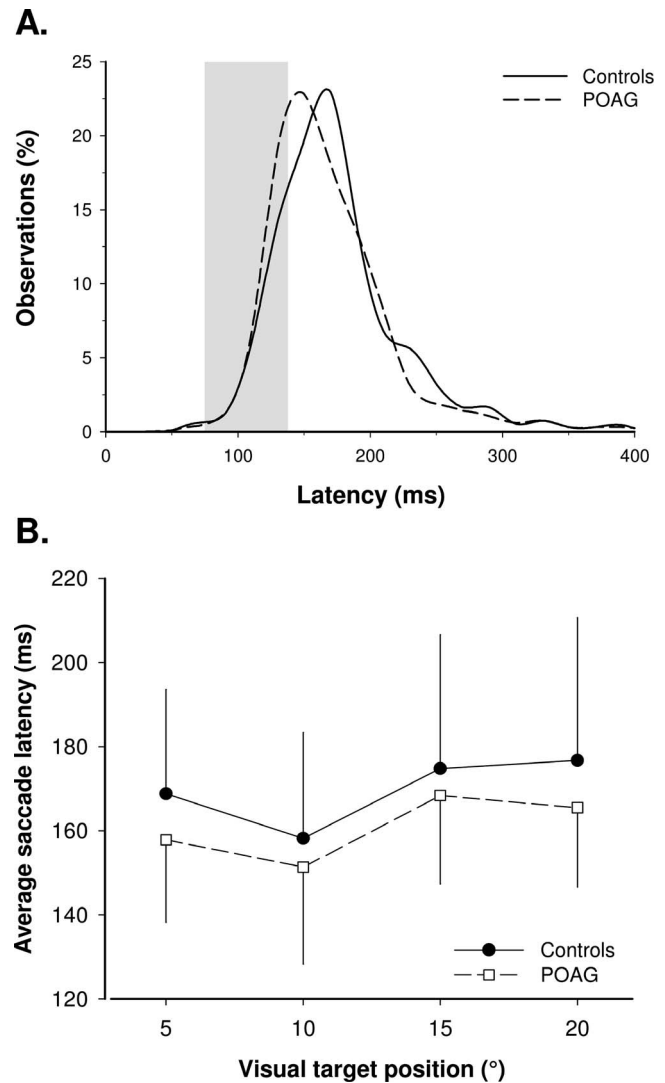 A.
Controls
POAG
25
20
15
10
5
0
Observations (%)
0 100 200 300 400
Latency (ms)
B.
220
200
180
160
140
120
Average saccade latency (ms)
Controls
POAG
5 10 15 20
Visual target position (°)